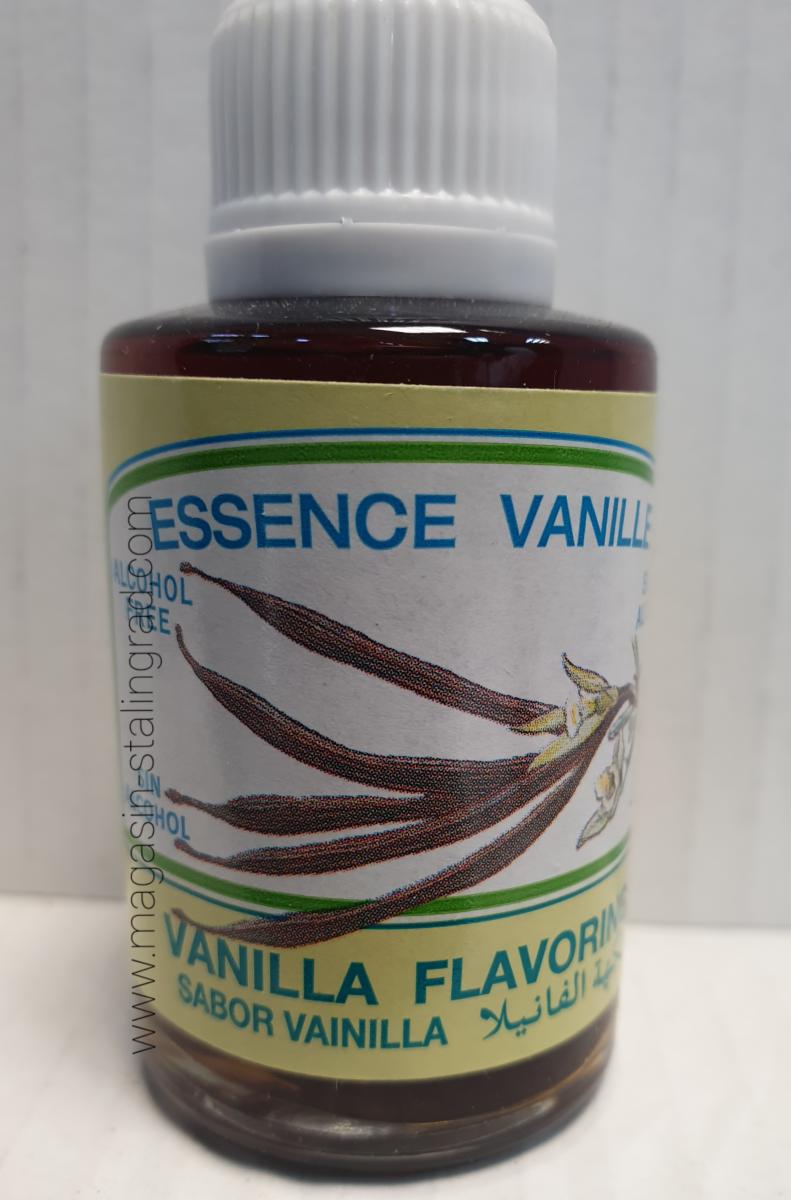 ESSENCE VANILLE
ALCOHOL
FREE
SIN
ALCOHOL
VANILLA FLAVORING
SABOR VAINILLA
الفانيلا
www.magasin-stalingrad.com